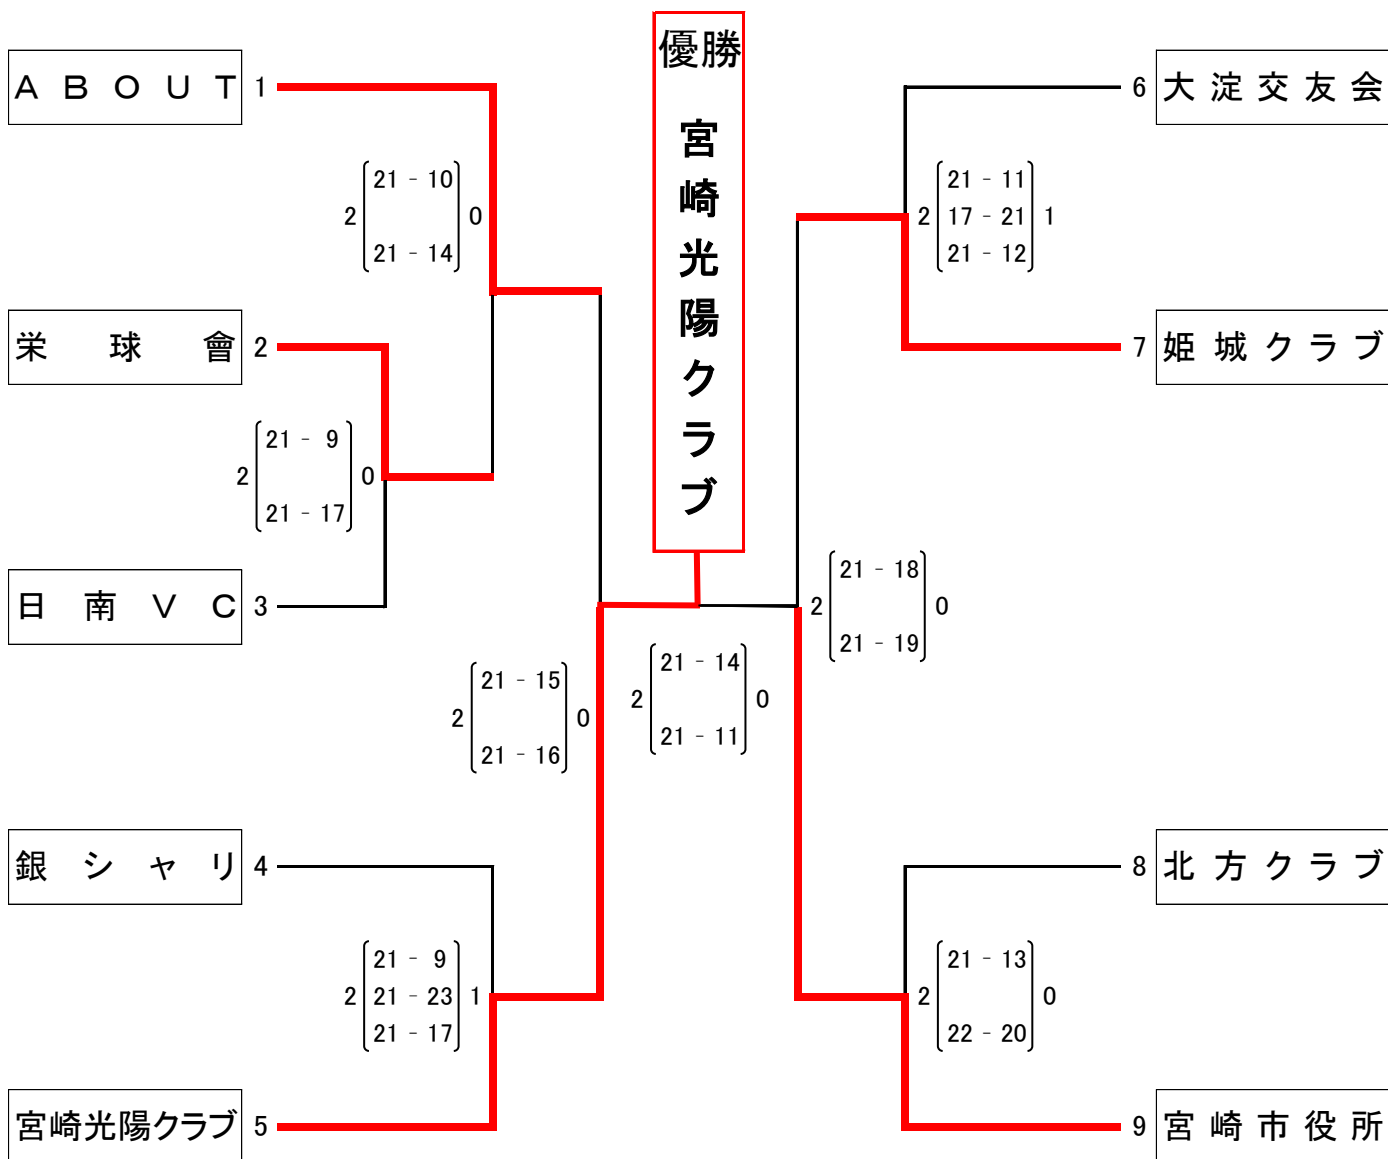 優勝 宮崎光陽クラブ
ABOUT 1
2 21 - 10 0
21 - 14
栄球會 2
2 21 - 9 0
21 - 17
日南VC 3
2 21 - 15 0
21 - 16
銀シャリ 4
2 21 - 9 1
21 - 23
21 - 17
宮崎光陽クラブ 5
2 21 - 14 0
21 - 11
6 大淀交友会
2 21 - 11 1
17 - 21
21 - 12
7 姫城クラブ
2 21 - 18 0
21 - 19
8 北方クラブ
2 21 - 13 0
22 - 20
9 宮崎市役所